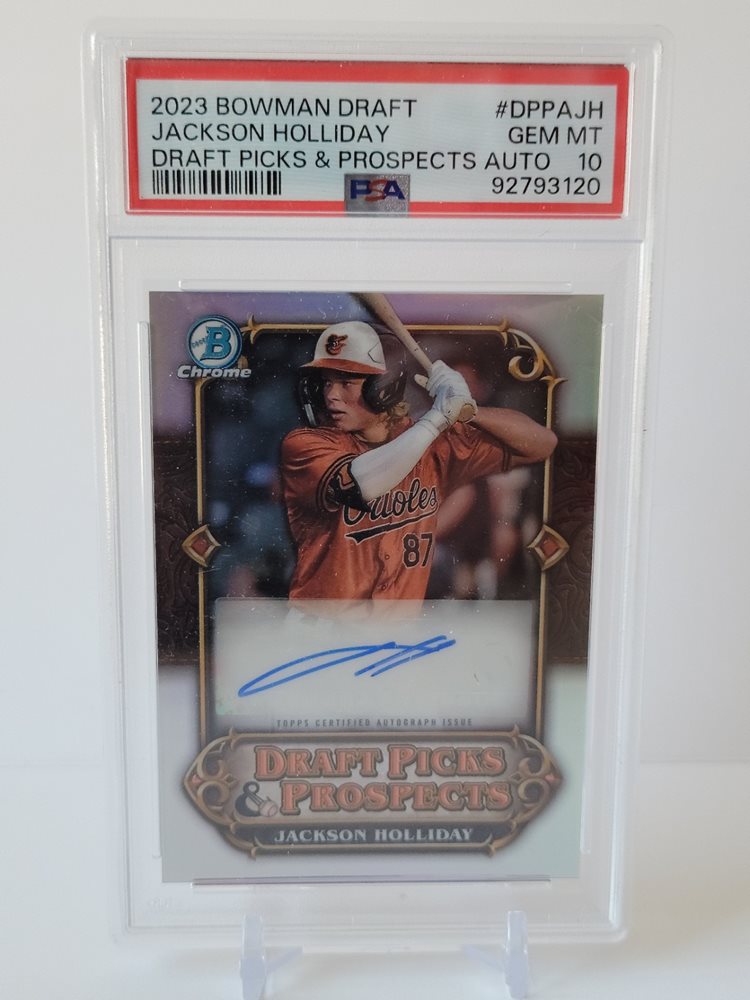 2023 BOWMAN DRAFT #DPPAJH
JACKSON HOLLIDAY GEM MT
DRAFT PICKS & PROSPECTS AUTO 10
PSA 92793120
B
Chrome
Orioles
87
TOPPS CERTIFIED AUTOGRAPH ISSUE
DRAFT PICKS
& PROSPECTS
JACKSON HOLLIDAY